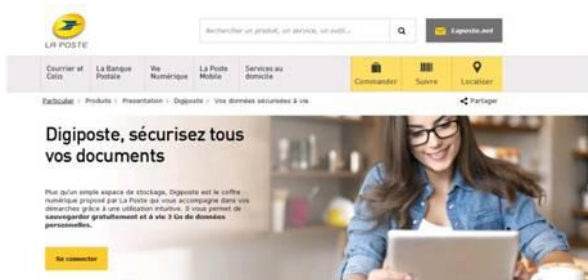 LA POSTE
Rechercher un produit, un service, un outil...
Laposte.net
Courrier et Colis
La Banque Postale
Vie Numérique
La Poste Mobile
Services au domicile
Commander
Suivre
Localiser
Particulier > Produits > Presentation > Digiposte > Vos données sécurisées à vie
Partager
Digiposte, sécurisez tous
vos documents
Plus qu'un simple espace de stockage, Digiposte est le coffre
numérique proposé par La Poste qui vous accompagne dans vos
démarches grâce à une utilisation intuitive. Il vous permet de
sauvegarder gratuitement et à vie 3 Go de données
personnelles.
Se connecter